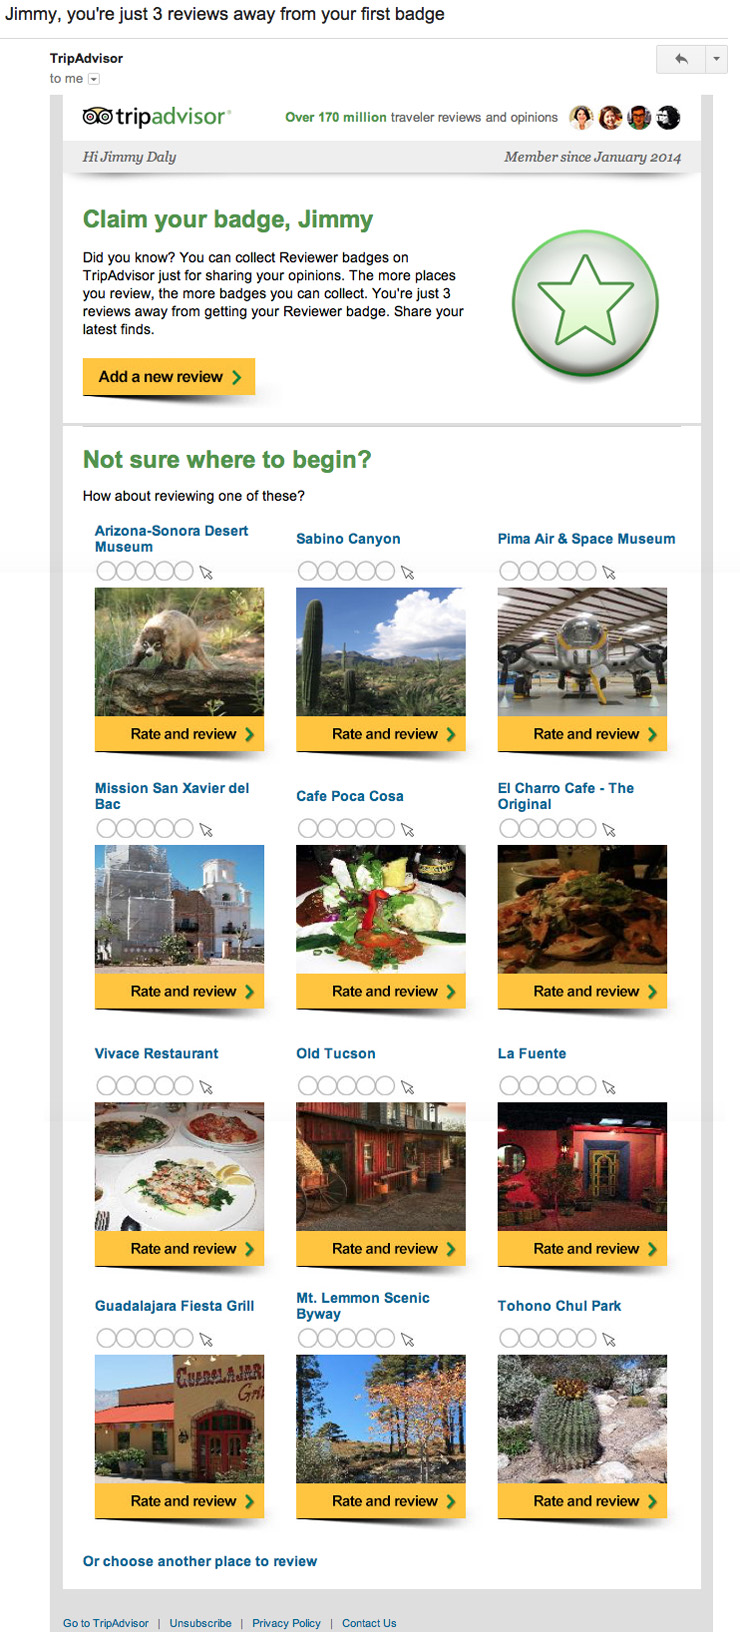 Jimmy, you're just 3 reviews away from your first badge
TripAdvisor
to me
tripadvisor®
Over 170 million traveler reviews and opinions
Hi Jimmy Daly
Member since January 2014
Claim your badge, Jimmy
Did you know? You can collect Reviewer badges on
TripAdvisor just for sharing your opinions. The more places
you review, the more badges you can collect. You're just 3
reviews away from getting your Reviewer badge. Share your
latest finds.
Add a new review
Not sure where to begin?
How about reviewing one of these?
Arizona-Sonora Desert
Museum
Sabino Canyon
Pima Air & Space Museum
Rate and review
Rate and review
Rate and review
Mission San Xavier del
Bac
Cafe Poca Cosa
El Charro Cafe - The
Original
Rate and review
Rate and review
Rate and review
Vivace Restaurant
Old Tucson
La Fuente
Rate and review
Rate and review
Rate and review
Guadalajara Fiesta Grill
Mt. Lemmon Scenic
Byway
Tohono Chul Park
GUADALAJARA
Grill
Rate and review
Rate and review
Rate and review
Or choose another place to review
Go to TripAdvisor | Unsubscribe | Privacy Policy | Contact Us